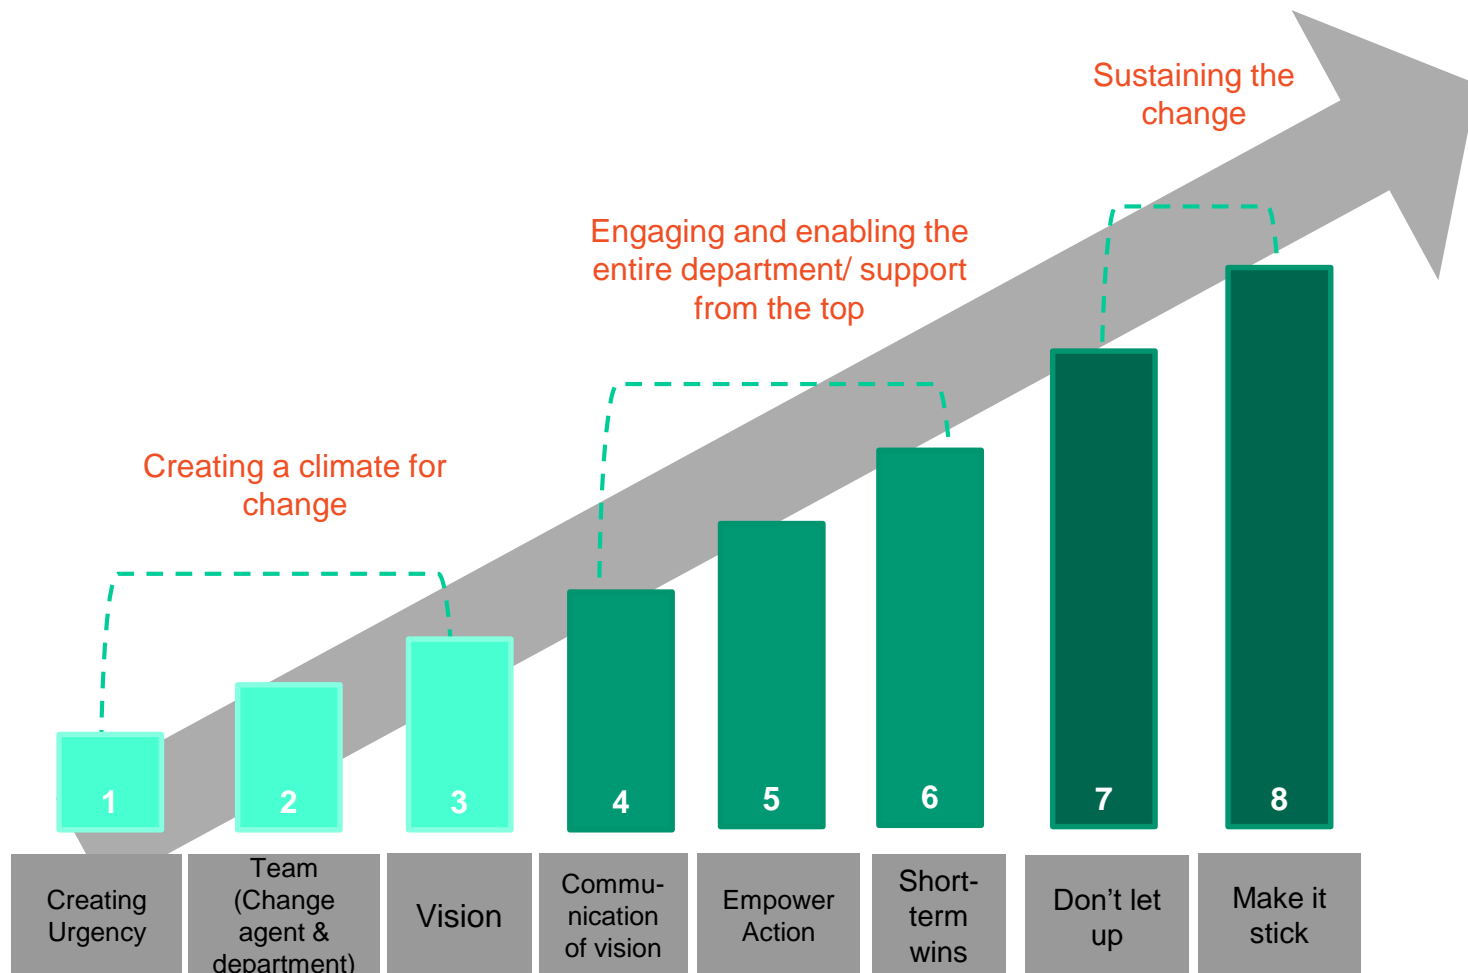 Sustaining the
change
Engaging and enabling the
entire department/ support
from the top
Creating a climate for
change
1
2
3
4
5
6
7
8
Creating
Urgency
Team
(Change
agent &
department)
Vision
Commu-
nication
of vision
Empower
Action
Short-
term
wins
Don’t let
up
Make it
stick